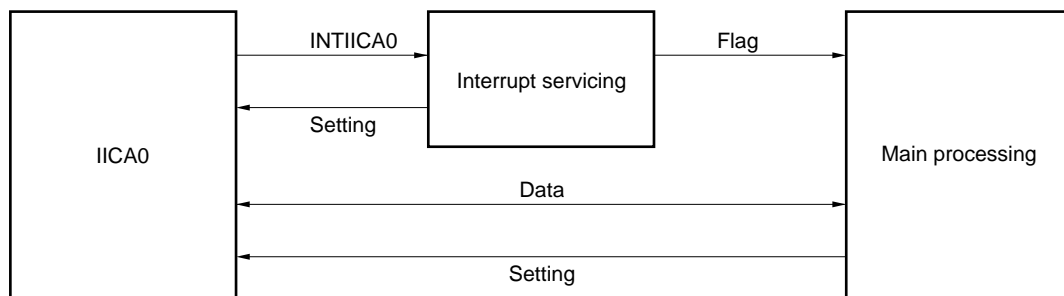 INTIICA0
Flag
Interrupt servicing
Setting
IICA0
Main processing
Data
Setting